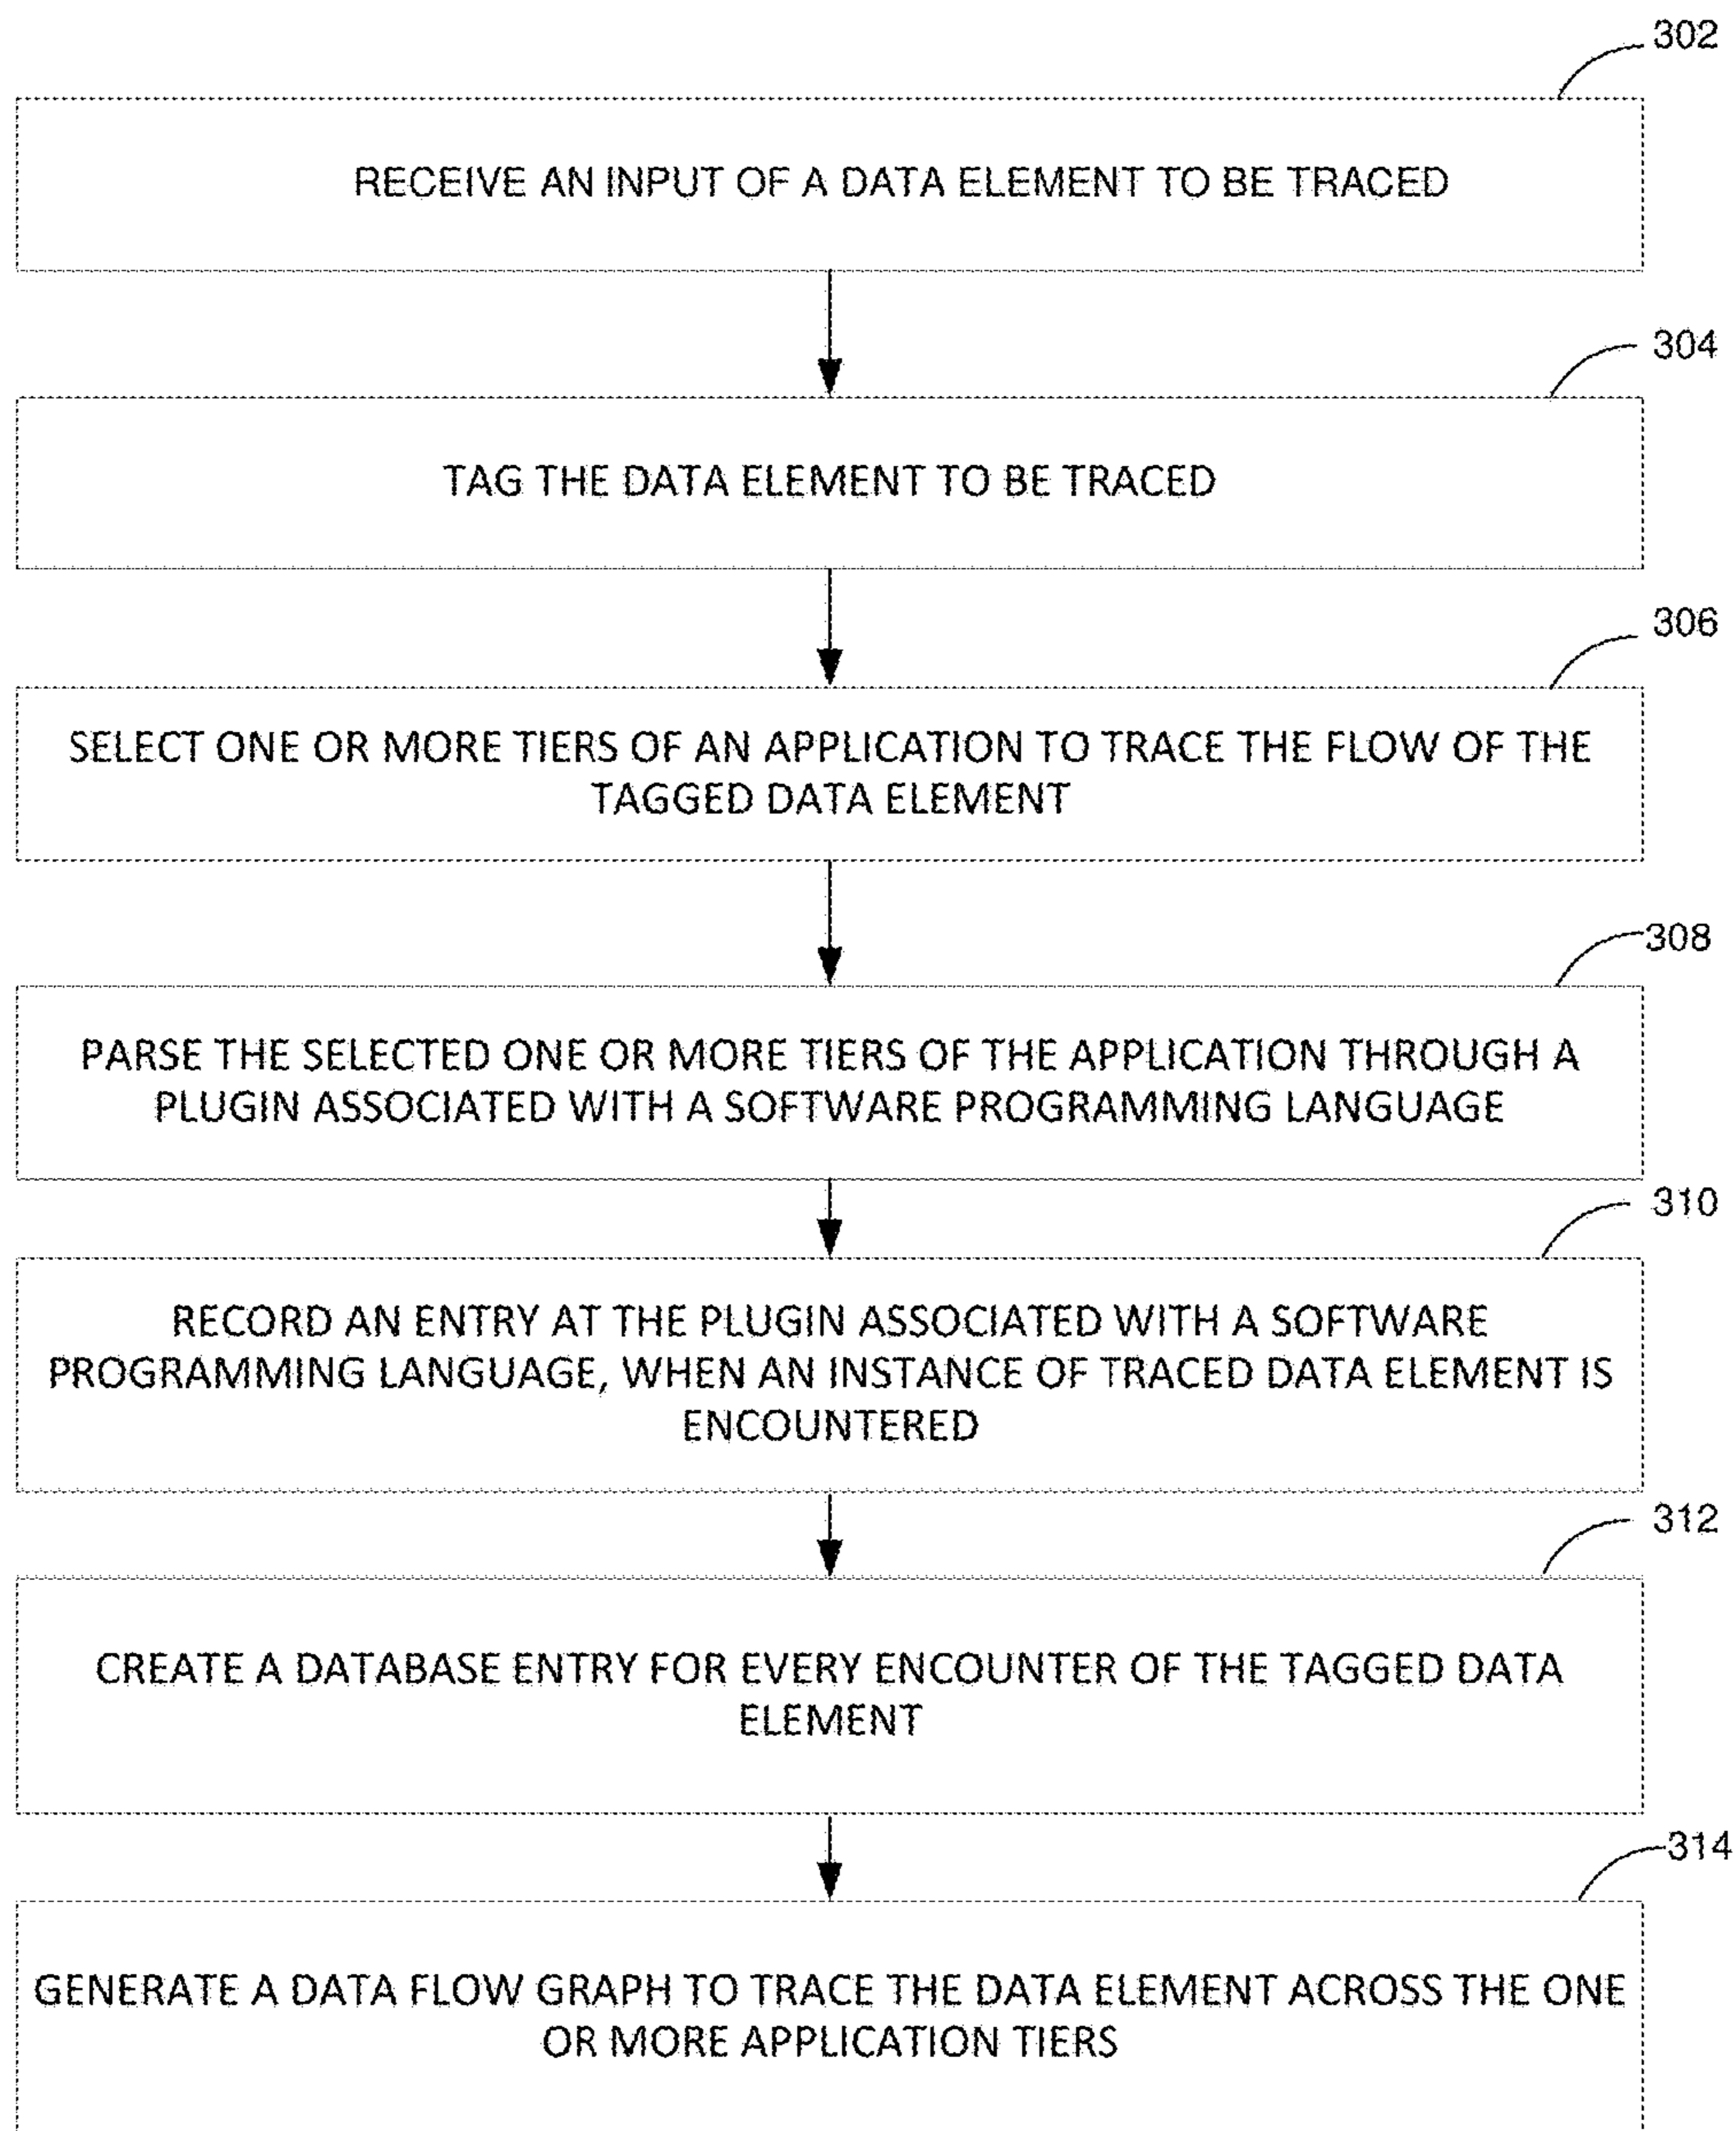 302
RECEIVE AN INPUT OF A DATA ELEMENT TO BE TRACED
304
TAG THE DATA ELEMENT TO BE TRACED
306
SELECT ONE OR MORE TIERS OF AN APPLICATION TO TRACE THE FLOW OF THE
TAGGED DATA ELEMENT
308
PARSE THE SELECTED ONE OR MORE TIERS OF THE APPLICATION THROUGH A
PLUGIN ASSOCIATED WITH A SOFTWARE PROGRAMMING LANGUAGE
310
RECORD AN ENTRY AT THE PLUGIN ASSOCIATED WITH A SOFTWARE
PROGRAMMING LANGUAGE, WHEN AN INSTANCE OF TRACED DATA ELEMENT IS
ENCOUNTERED
312
CREATE A DATABASE ENTRY FOR EVERY ENCOUNTER OF THE TAGGED DATA
ELEMENT
314
GENERATE A DATA FLOW GRAPH TO TRACE THE DATA ELEMENT ACROSS THE ONE
OR MORE APPLICATION TIERS